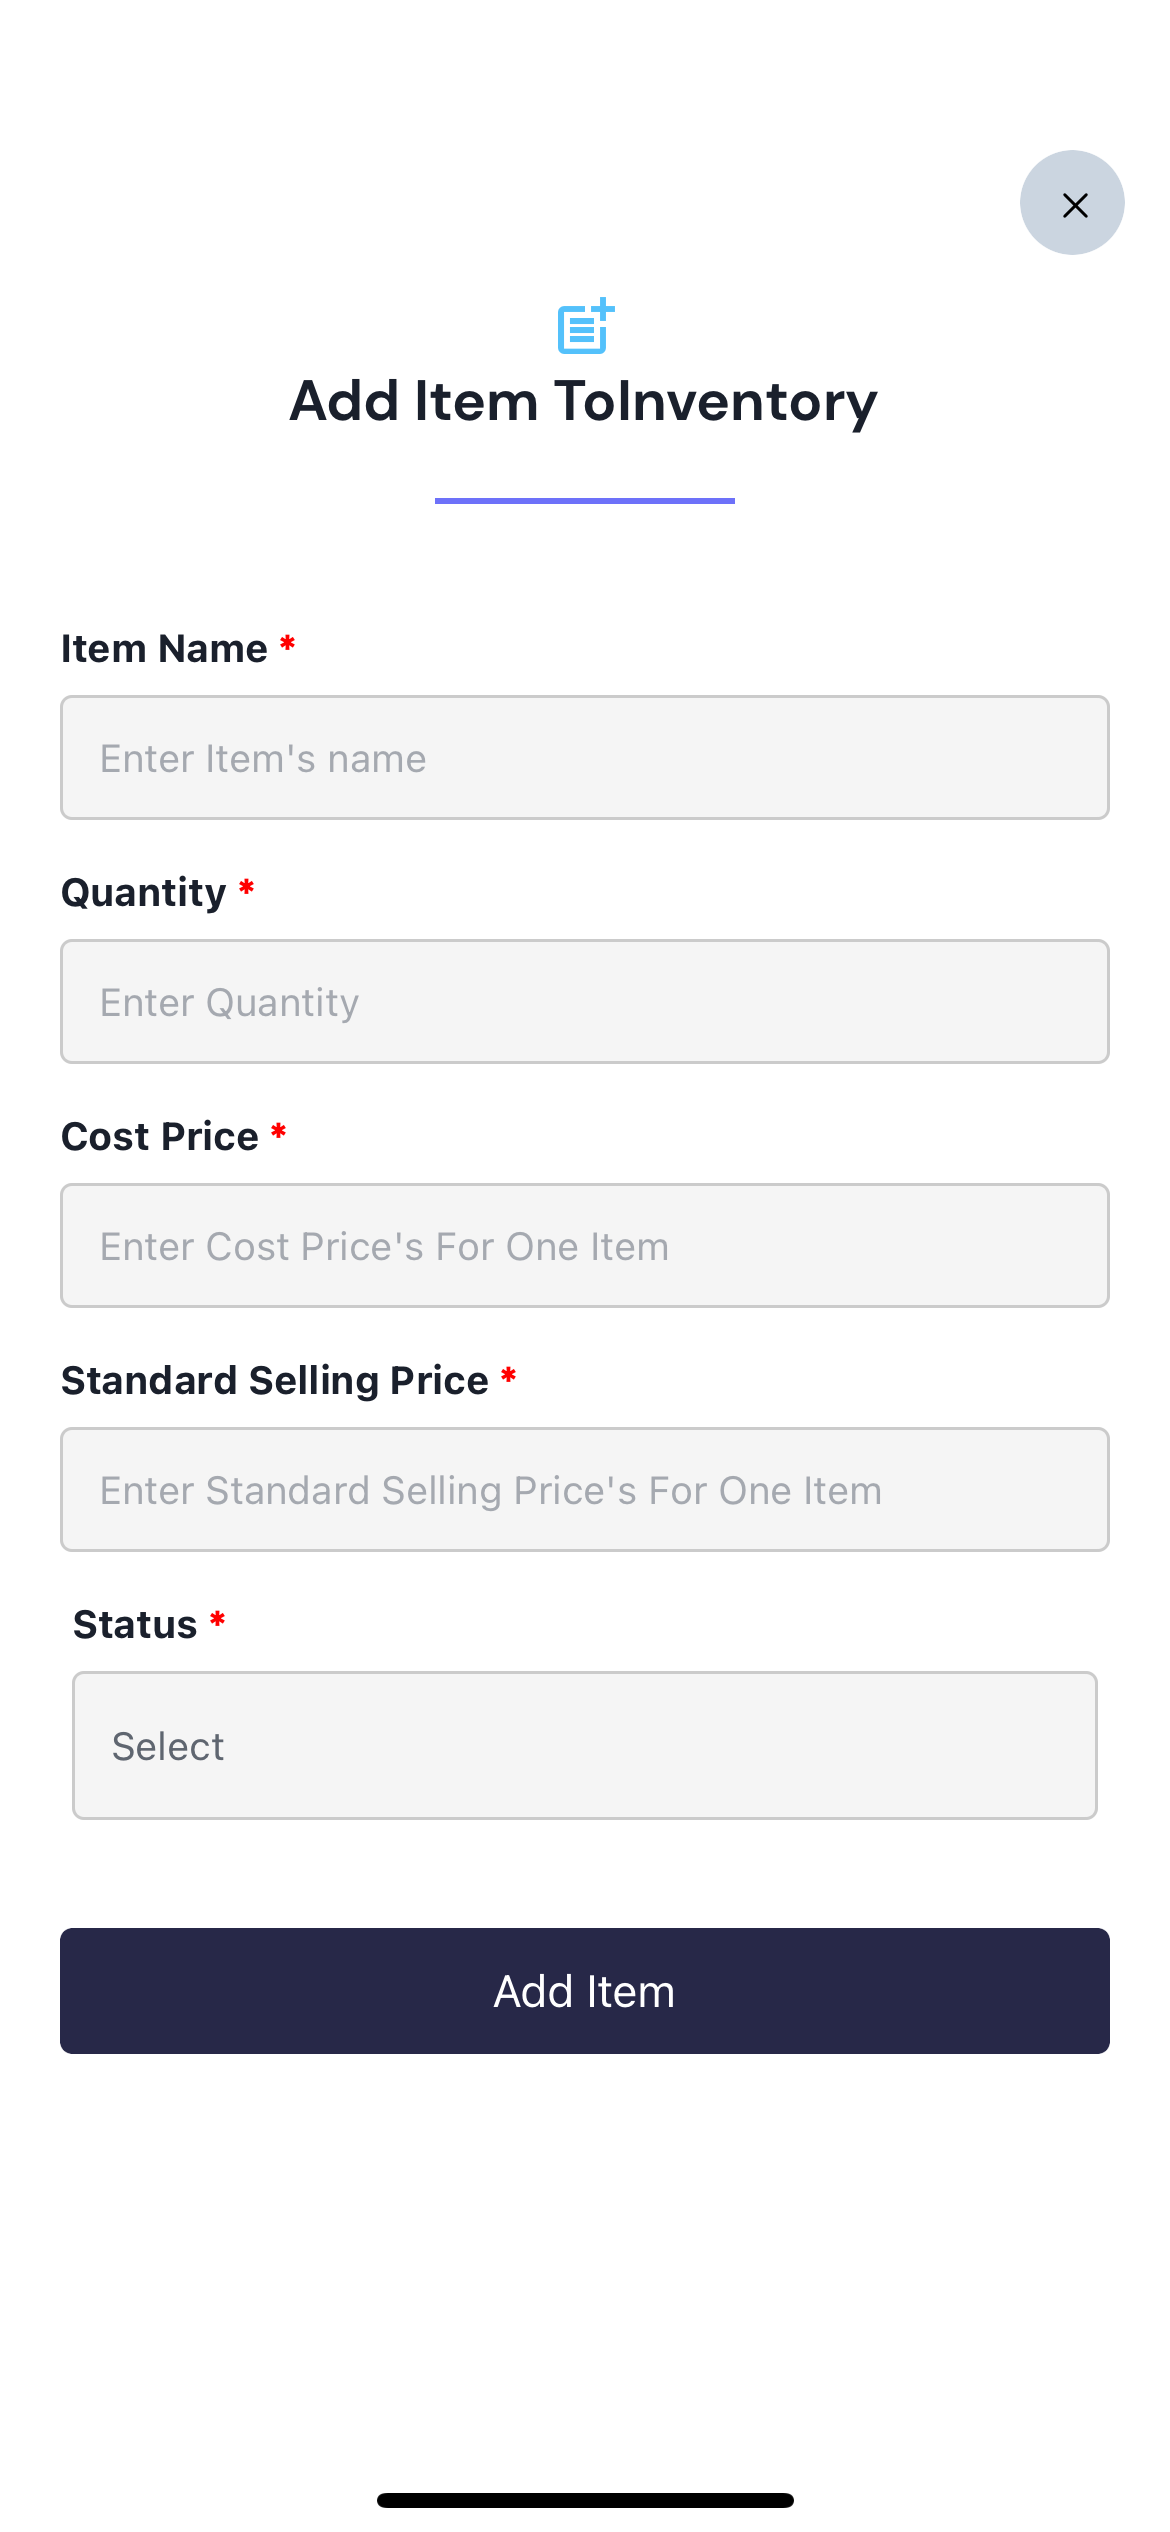 Add Item ToInventory
Item Name *
Enter Item's name
Quantity *
Enter Quantity
Cost Price *
Enter Cost Price's For One Item
Standard Selling Price *
Enter Standard Selling Price's For One Item
Status *
Select
Add Item